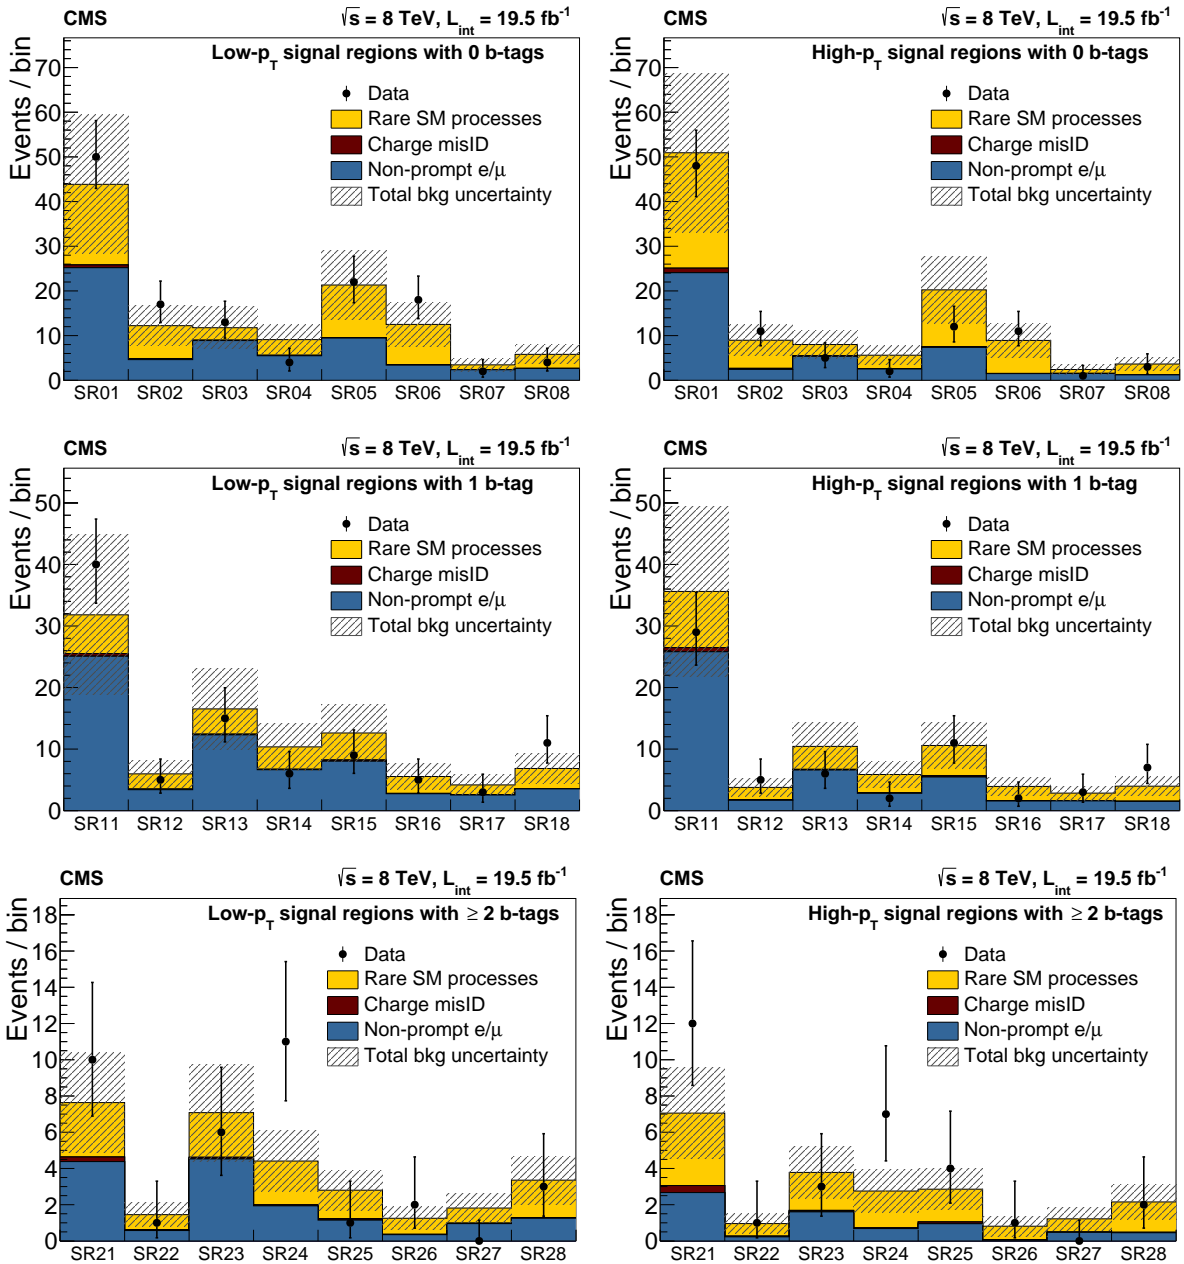 CMS √s = 8 TeV, L_int = 19.5 fb⁻¹
Low-p_T signal regions with 0 b-tags
Events / bin
Data
Rare SM processes
Charge misID
Non-prompt e/μ
Total bkg uncertainty
70
60
50
40
30
20
10
0
SR01 SR02 SR03 SR04 SR05 SR06 SR07 SR08
CMS √s = 8 TeV, L_int = 19.5 fb⁻¹
High-p_T signal regions with 0 b-tags
Events / bin
Data
Rare SM processes
Charge misID
Non-prompt e/μ
Total bkg uncertainty
70
60
50
40
30
20
10
0
SR01 SR02 SR03 SR04 SR05 SR06 SR07 SR08
CMS √s = 8 TeV, L_int = 19.5 fb⁻¹
Low-p_T signal regions with 1 b-tag
Events / bin
Data
Rare SM processes
Charge misID
Non-prompt e/μ
Total bkg uncertainty
50
40
30
20
10
0
SR11 SR12 SR13 SR14 SR15 SR16 SR17 SR18
CMS √s = 8 TeV, L_int = 19.5 fb⁻¹
High-p_T signal regions with 1 b-tag
Events / bin
Data
Rare SM processes
Charge misID
Non-prompt e/μ
Total bkg uncertainty
50
40
30
20
10
0
SR11 SR12 SR13 SR14 SR15 SR16 SR17 SR18
CMS √s = 8 TeV, L_int = 19.5 fb⁻¹
Low-p_T signal regions with ≥ 2 b-tags
Events / bin
Data
Rare SM processes
Charge misID
Non-prompt e/μ
Total bkg uncertainty
18
16
14
12
10
8
6
4
2
0
SR21 SR22 SR23 SR24 SR25 SR26 SR27 SR28
CMS √s = 8 TeV, L_int = 19.5 fb⁻¹
High-p_T signal regions with ≥ 2 b-tags
Events / bin
Data
Rare SM processes
Charge misID
Non-prompt e/μ
Total bkg uncertainty
18
16
14
12
10
8
6
4
2
0
SR21 SR22 SR23 SR24 SR25 SR26 SR27 SR28